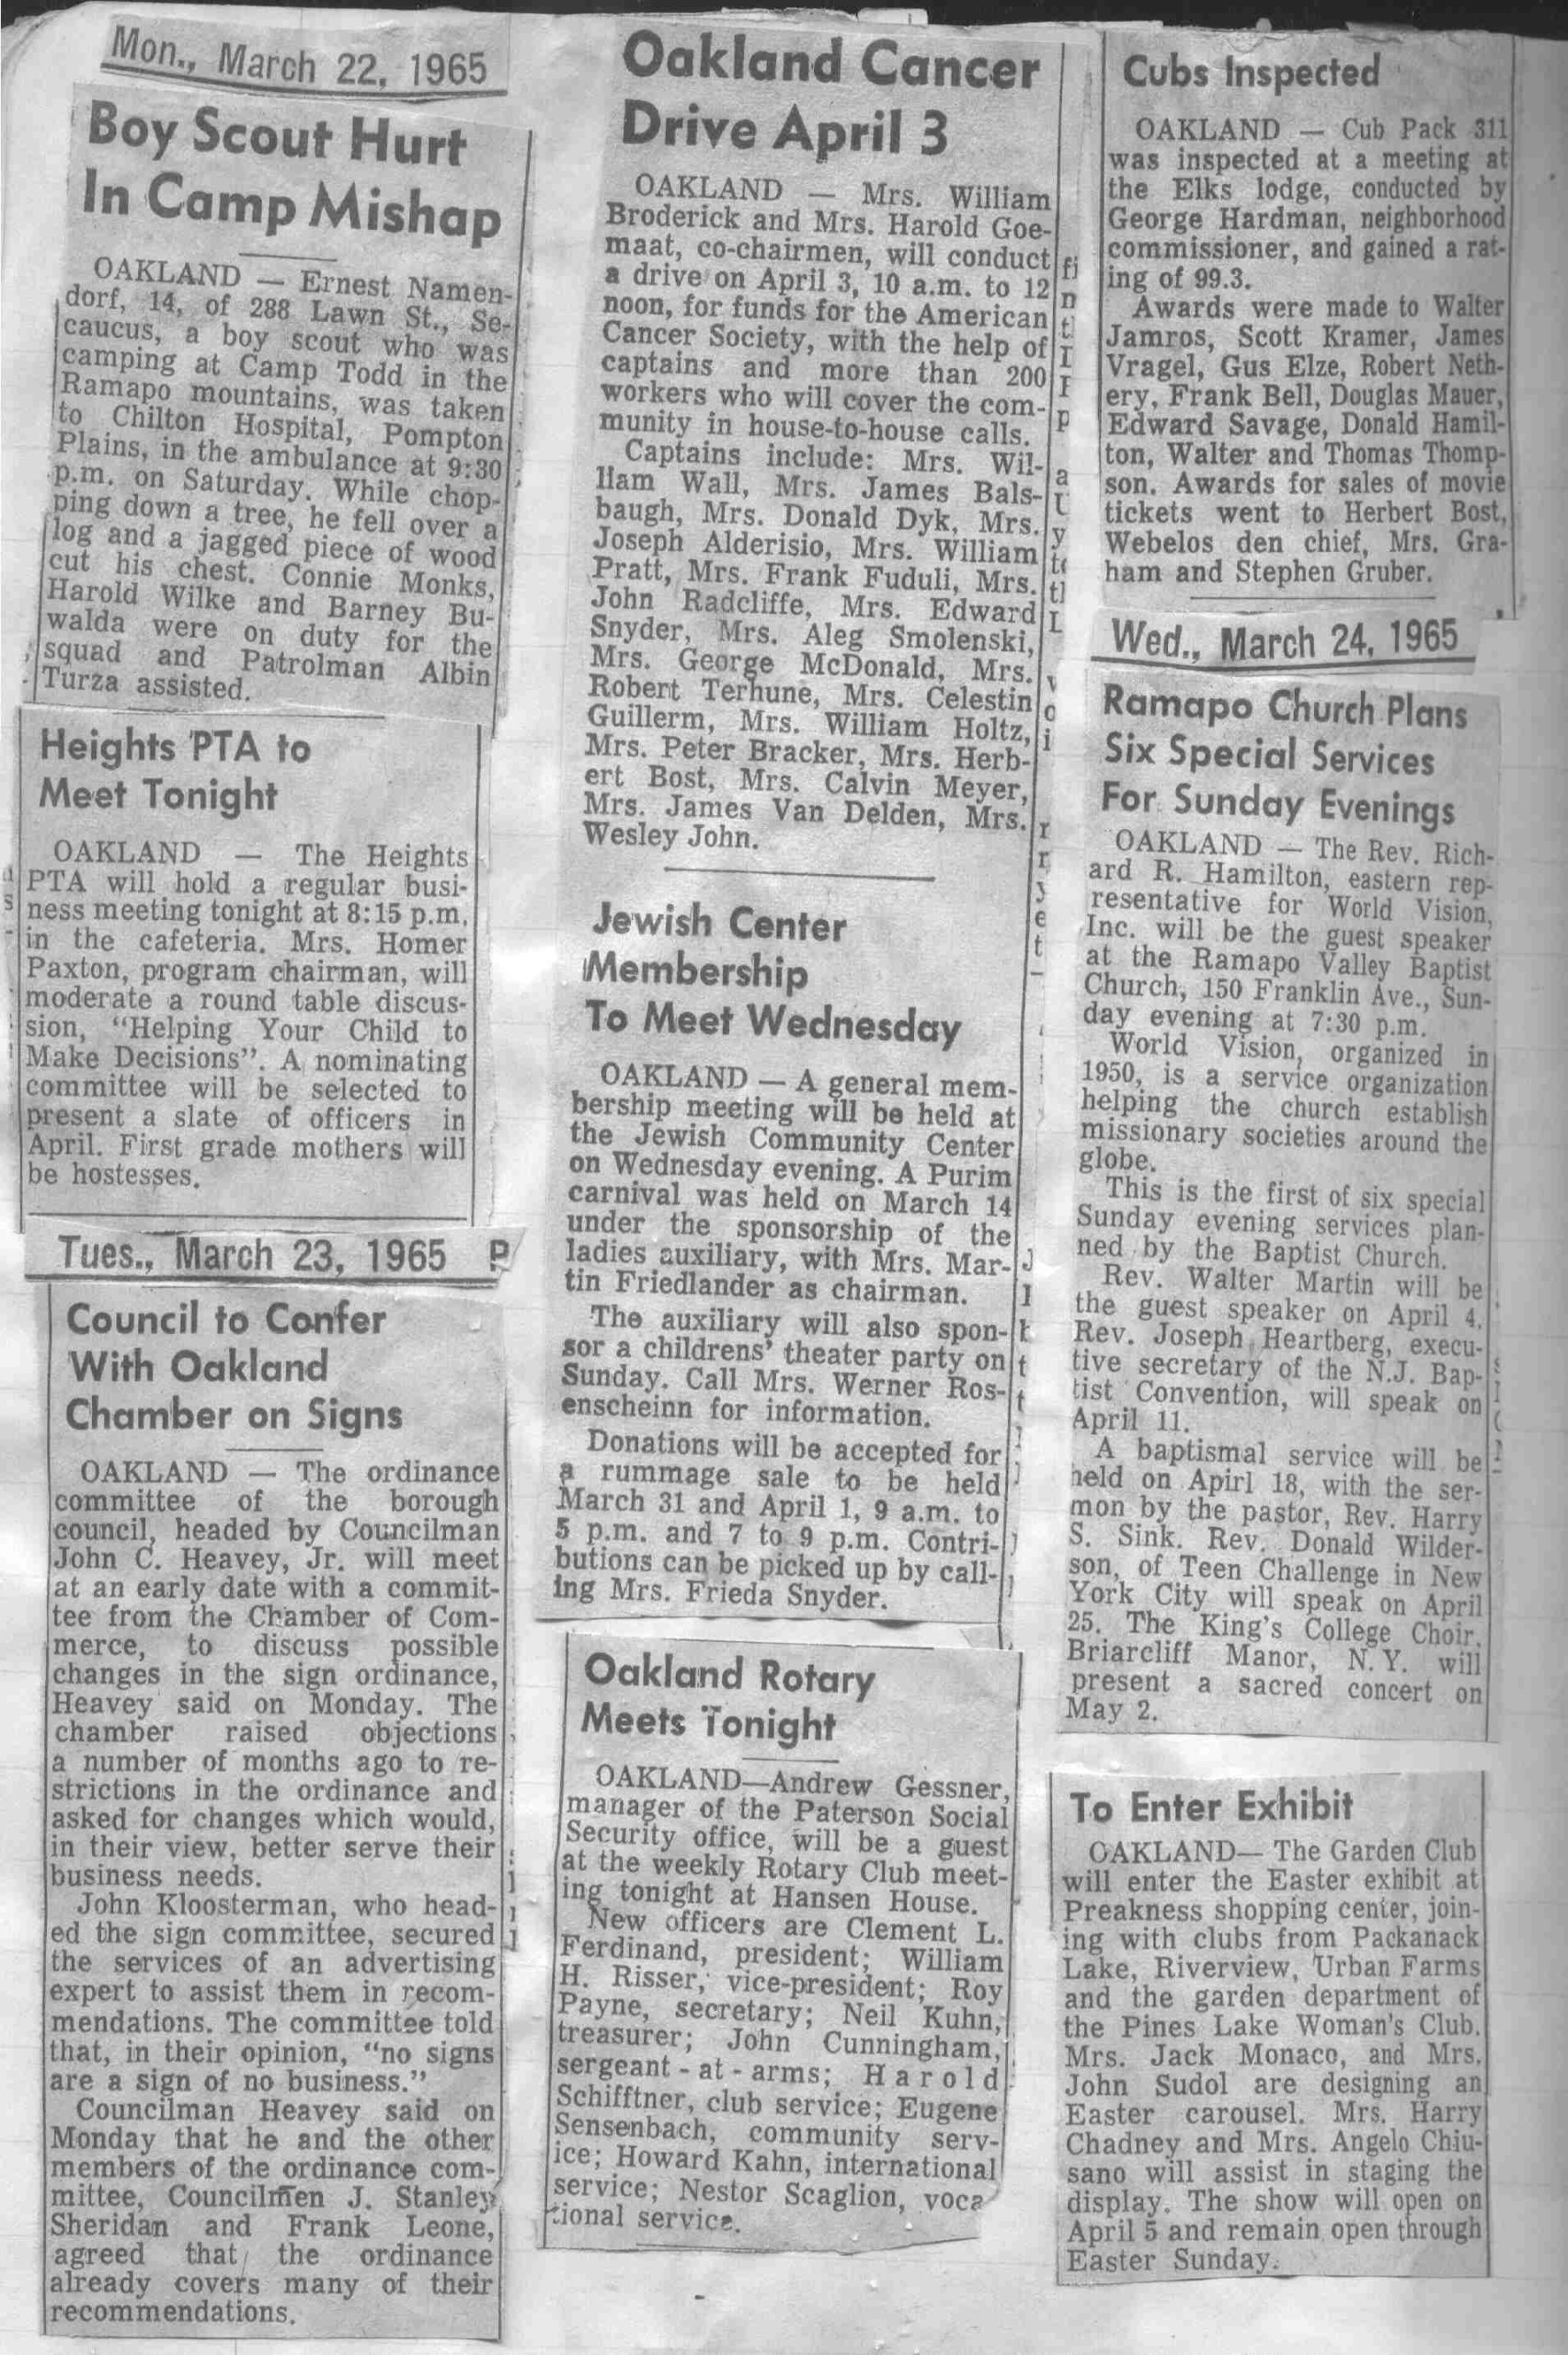 Mon., March 22, 1965
Boy Scout Hurt
In Camp Mishap
OAKLAND — Ernest Namen-
dorf, 14, of 288 Lawn St., Se-
caucus, a boy scout who was
camping at Camp Todd in the
Ramapo mountains, was taken
to Chilton Hospital, Pompton
Plains, in the ambulance at 9:30
p.m. on Saturday. While chop-
ping down a tree, he fell over a
log and a jagged piece of wood
cut his chest. Connie Monks,
Harold Wilke and Barney Bu-
walda were on duty for the
squad and Patrolman Albin
Turza assisted.
Heights PTA to
Meet Tonight
OAKLAND — The Heights
PTA will hold a regular busi-
ness meeting tonight at 8:15 p.m.
in the cafeteria. Mrs. Homer
Paxton, program chairman, will
moderate a round table discus-
sion, "Helping Your Child to
Make Decisions". A nominating
committee will be selected to
present a slate of officers in
April. First grade mothers will
be hostesses.
Tues., March 23, 1965 P
Council to Confer
With Oakland
Chamber on Signs
OAKLAND — The ordinance
committee of the borough
council, headed by Councilman
John C. Heavey, Jr. will meet
at an early date with a commit-
tee from the Chamber of Com-
merce, to discuss possible
changes in the sign ordinance,
Heavey said on Monday. The
chamber raised objections
a number of months ago to re-
strictions in the ordinance and
asked for changes which would,
in their view, better serve their
business needs.
John Kloosterman, who head-
ed the sign committee, secured
the services of an advertising
expert to assist them in recom-
mendations. The committee told
that, in their opinion, "no signs
are a sign of no business."
Councilman Heavey said on
Monday that he and the other
members of the ordinance com-
mittee, Councilmen J. Stanley
Sheridan and Frank Leone,
agreed that the ordinance
already covers many of their
recommendations.
Oakland Cancer
Drive April 3
OAKLAND — Mrs. William
Broderick and Mrs. Harold Goe-
maat, co-chairmen, will conduct
a drive on April 3, 10 a.m. to 12
noon, for funds for the American
Cancer Society, with the help of
captains and more than 200
workers who will cover the com-
munity in house-to-house calls.
Captains include: Mrs. Wil-
liam Wall, Mrs. James Bals-
baugh, Mrs. Donald Dyk, Mrs.
Joseph Alderisio, Mrs. William
Pratt, Mrs. Frank Fuduli, Mrs.
John Radcliffe, Mrs. Edward
Snyder, Mrs. Aleg Smolenski,
Mrs. George McDonald, Mrs.
Robert Terhune, Mrs. Celestin
Guillerm, Mrs. William Holtz,
Mrs. Peter Bracker, Mrs. Herb-
ert Bost, Mrs. Calvin Meyer,
Mrs. James Van Delden, Mrs.
Wesley John.
Jewish Center
Membership
To Meet Wednesday
OAKLAND — A general mem-
bership meeting will be held at
the Jewish Community Center
on Wednesday evening. A Purim
carnival was held on March 14
under the sponsorship of the
ladies auxiliary, with Mrs. Mar-
tin Friedlander as chairman.
The auxiliary will also spon-
sor a childrens' theater party on
Sunday. Call Mrs. Werner Ros-
enscheinn for information.
Donations will be accepted for
a rummage sale to be held
March 31 and April 1, 9 a.m. to
5 p.m. and 7 to 9 p.m. Contri-
butions can be picked up by call-
ing Mrs. Frieda Snyder.
Oakland Rotary
Meets Tonight
OAKLAND—Andrew Gessner,
manager of the Paterson Social
Security office, will be a guest
at the weekly Rotary Club meet-
ing tonight at Hansen House.
New officers are Clement L.
Ferdinand, president; William
H. Risser, vice-president; Roy
Payne, secretary; Neil Kuhn,
treasurer; John Cunningham,
sergeant - at - arms; Harold
Schifftner, club service; Eugene
Sensenbach, community serv-
ice; Howard Kahn, international
service; Nestor Scaglion, voca-
tional service.
Cubs Inspected
OAKLAND — Cub Pack 311
was inspected at a meeting at
the Elks lodge, conducted by
George Hardman, neighborhood
commissioner, and gained a rat-
ing of 99.3.
Awards were made to Walter
Jamros, Scott Kramer, James
Vragel, Gus Elze, Robert Neth-
ery, Frank Bell, Douglas Mauer,
Edward Savage, Donald Hamil-
ton, Walter and Thomas Thomp-
son. Awards for sales of movie
tickets went to Herbert Bost,
Webelos den chief, Mrs. Gra-
ham and Stephen Gruber.
Wed., March 24, 1965
Ramapo Church Plans
Six Special Services
For Sunday Evenings
OAKLAND — The Rev. Rich-
ard R. Hamilton, eastern rep-
resentative for World Vision,
Inc. will be the guest speaker
at the Ramapo Valley Baptist
Church, 150 Franklin Ave., Sun-
day evening at 7:30 p.m.
World Vision, organized in
1950, is a service organization
helping the church establish
missionary societies around the
globe.
This is the first of six special
Sunday evening services plan-
ned by the Baptist Church.
Rev. Walter Martin will be
the guest speaker on April 4.
Rev. Joseph Heartberg, execu-
tive secretary of the N.J. Bap-
tist Convention, will speak on
April 11.
A baptismal service will be
held on Apirl 18, with the ser-
mon by the pastor, Rev. Harry
S. Sink. Rev. Donald Wilder-
son, of Teen Challenge in New
York City will speak on April
25. The King's College Choir,
Briarcliff Manor, N.Y. will
present a sacred concert on
May 2.
To Enter Exhibit
OAKLAND— The Garden Club
will enter the Easter exhibit at
Preakness shopping center, join-
ing with clubs from Packanack
Lake, Riverview, Urban Farms
and the garden department of
the Pines Lake Woman's Club.
Mrs. Jack Monaco, and Mrs.
John Sudol are designing an
Easter carousel. Mrs. Harry
Chadney and Mrs. Angelo Chiu-
sano will assist in staging the
display. The show will open on
April 5 and remain open through
Easter Sunday.